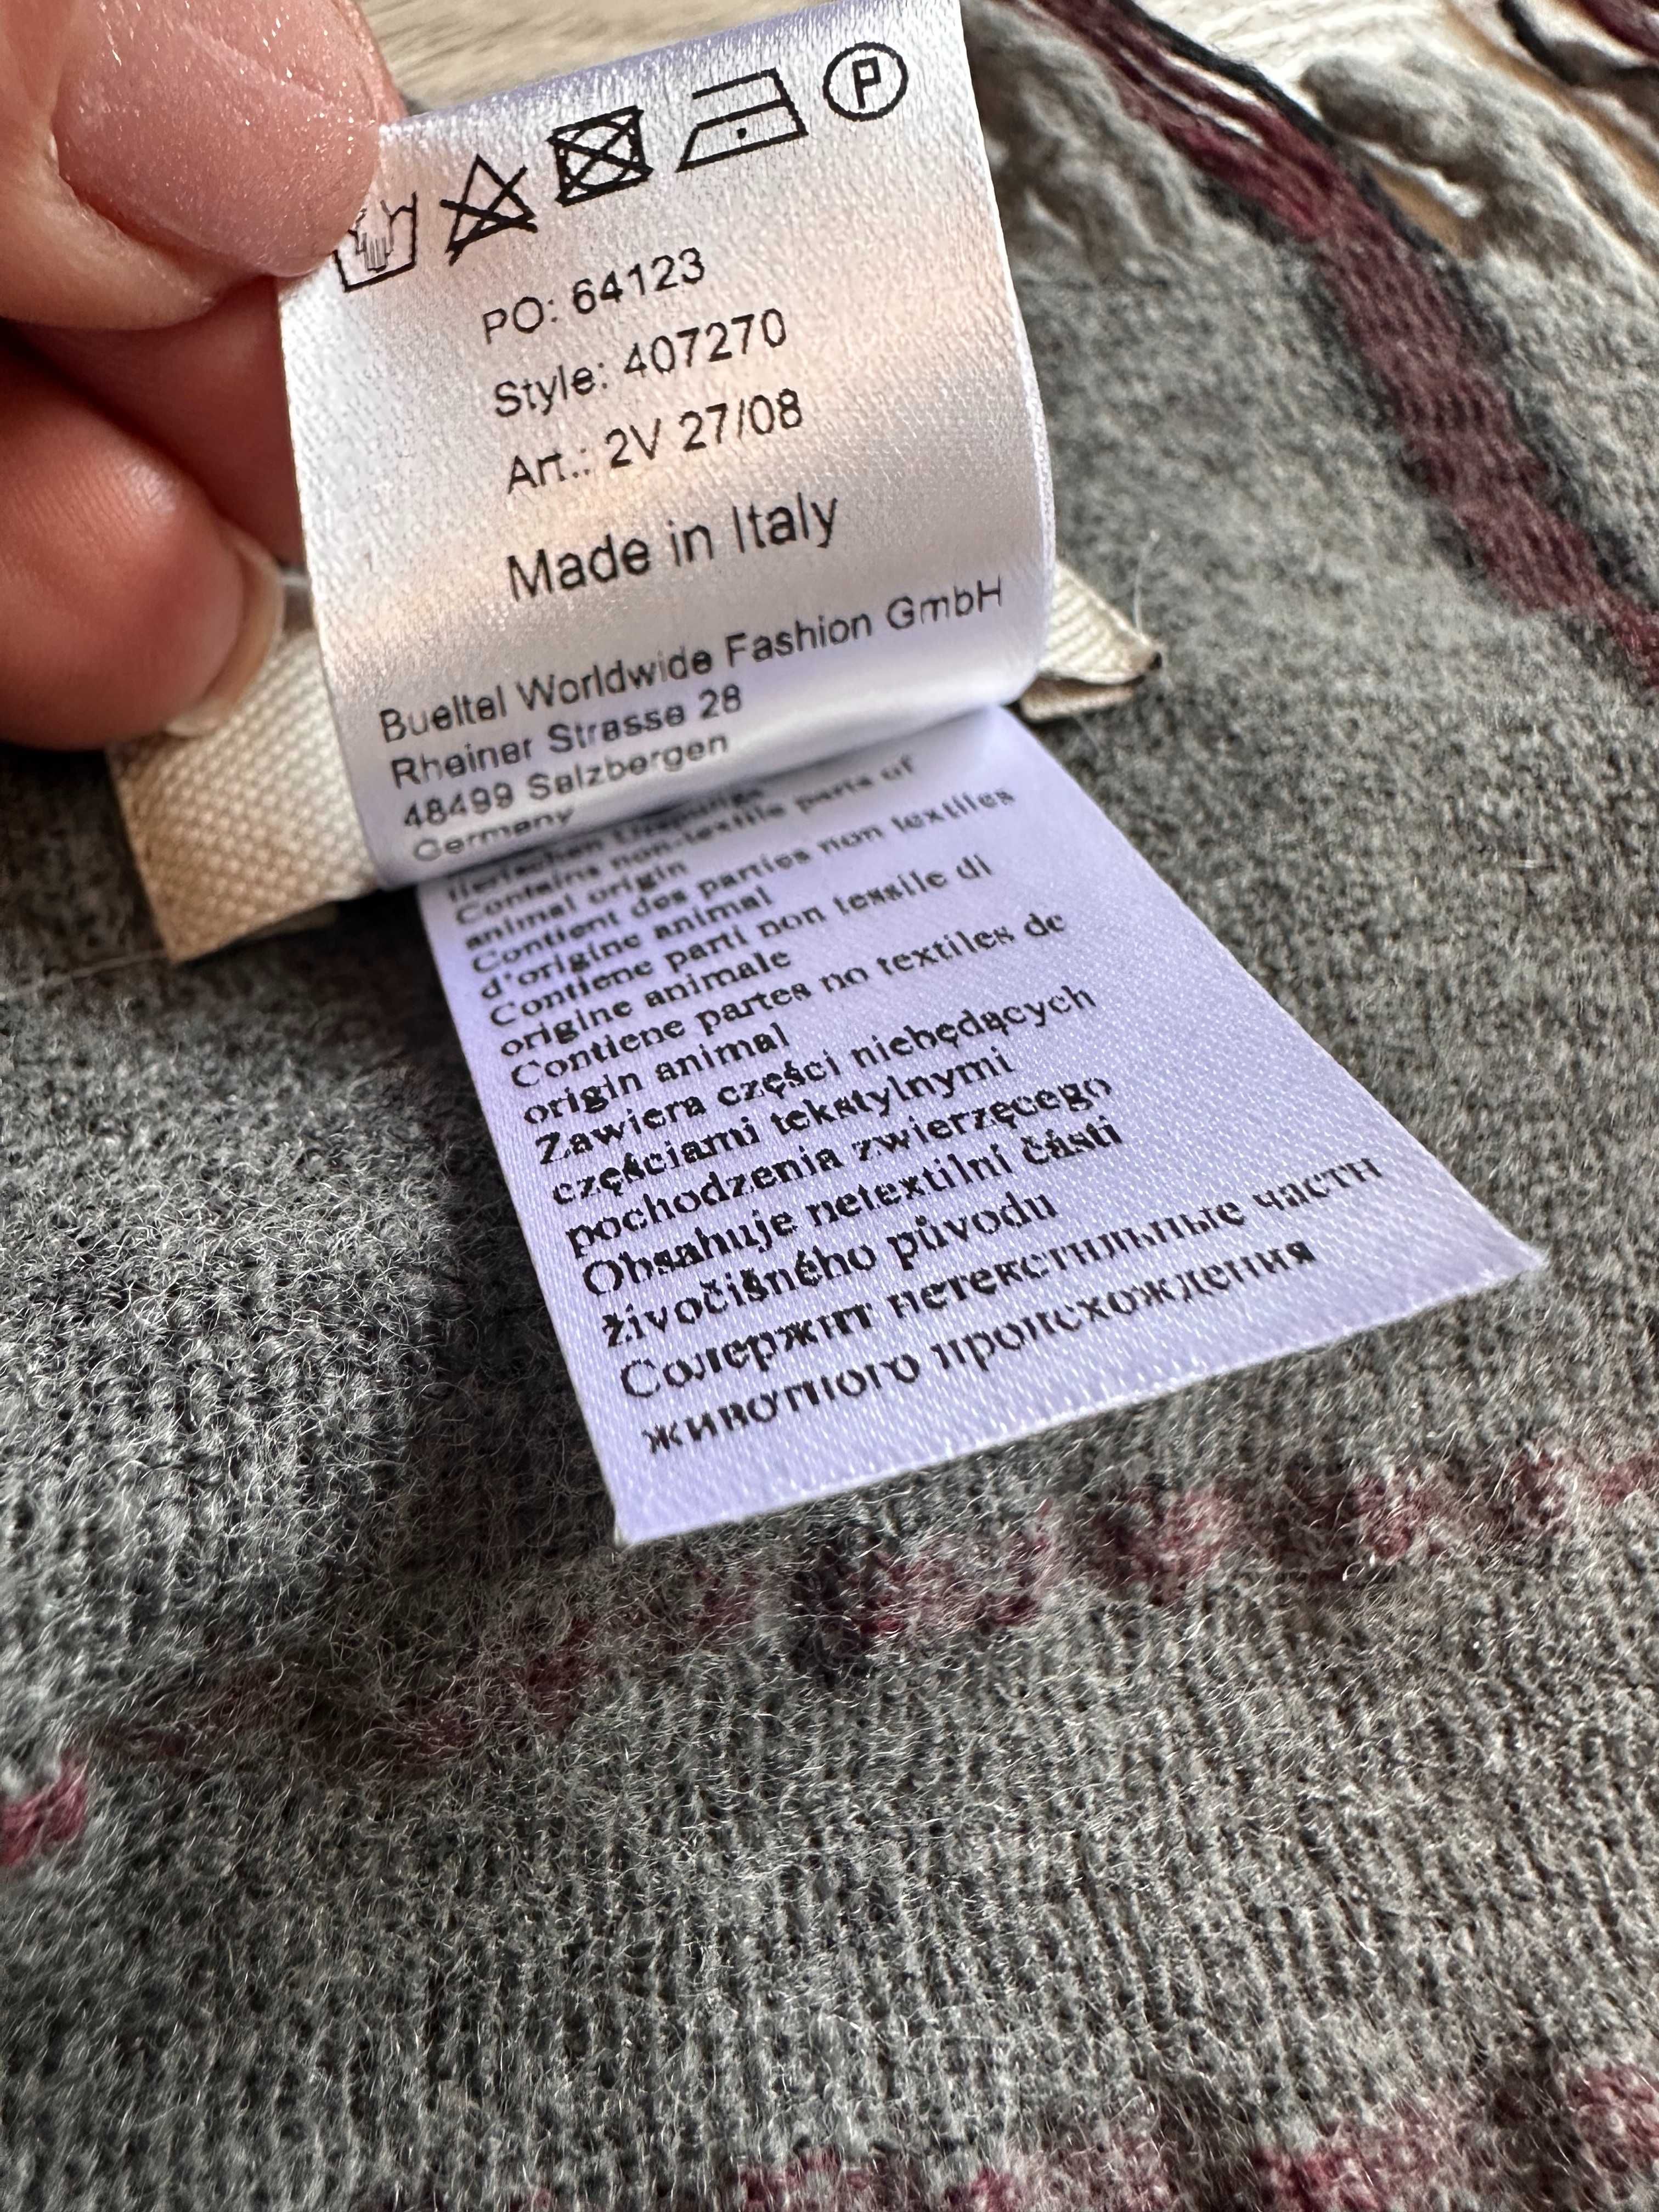 P
PO: 64123
Style: 407270
Art.: 2V 27/08
Made in Italy
Bueltel Worldwide Fashion GmbH
Rheiner Strasse 28
48499 Salzbergen
Germany
tierischen Ursprungs
Contains non-textile parts of
animal origin
Contient des parties non textiles
d'origine animal
Contiene parti non tessile di
origine animale
Contiene partes no textiles de
origin animal
Zawiera części niebędących
częściami tekstylnymi
pochodzenia zwierzęcego
Obsahuje netextilní části
živočišného původu
Содержит нетекстильные части
животного происхождения